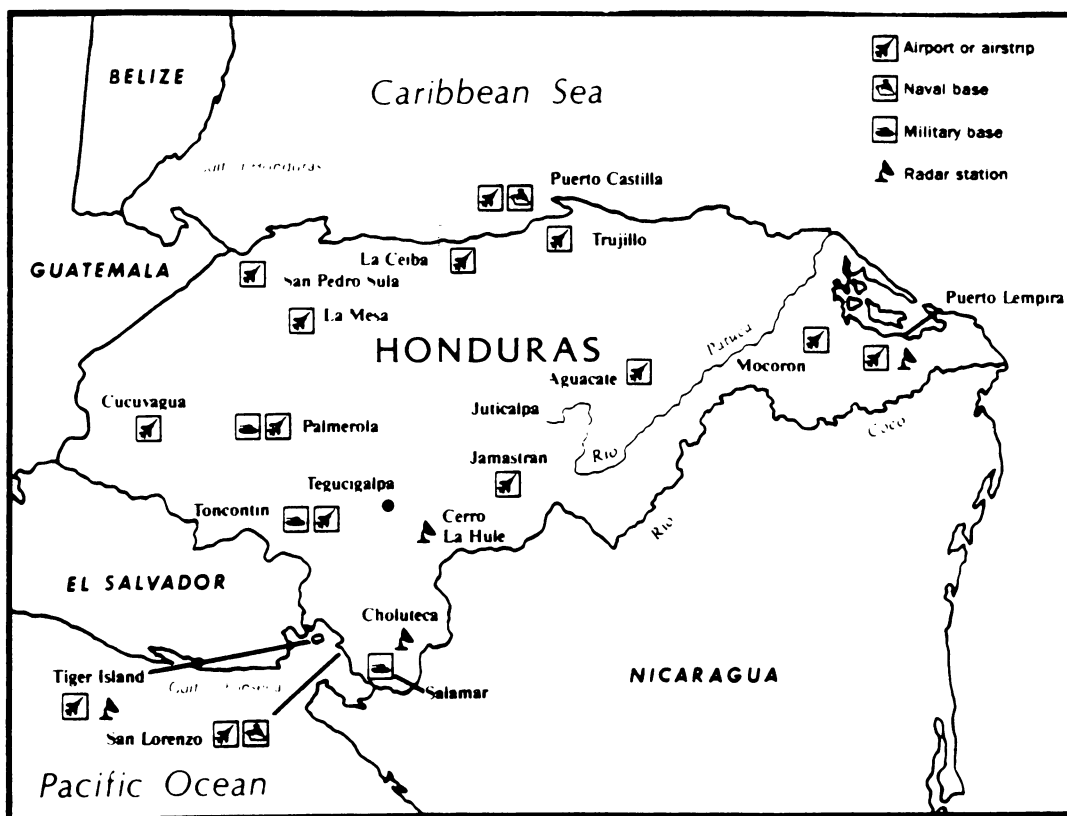 BELIZE
Caribbean Sea
Airport or airstrip
Naval base
Military base
Radar station
Puerto Castilla
Trujillo
La Ceiba
GUATEMALA
San Pedro Sula
La Mesa
Puerto Lempira
HONDURAS
Patuca
Mocoron
Aguacate
Cucuyagua
Palmerola
Juticalpa
Coco
Rio
Jamastran
Tegucigalpa
Toncontin
Cerro
La Hule
Rio
EL SALVADOR
Choluteca
Tiger Island
Salamar
NICARAGUA
San Lorenzo
Pacific Ocean